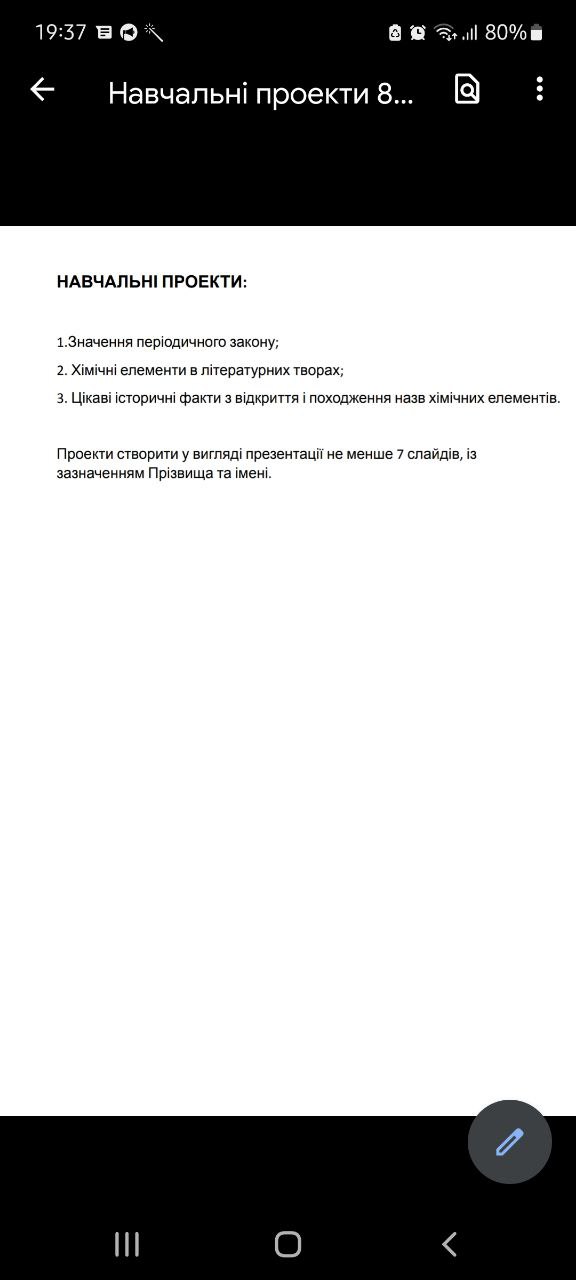 19:37
80%
Навчальні проекти 8...
НАВЧАЛЬНІ ПРОЕКТИ:
1.Значення періодичного закону;
2. Хімічні елементи в літературних творах;
3. Цікаві історичні факти з відкриття і походження назв хімічних елементів.
Проекти створити у вигляді презентації не менше 7 слайдів, із
зазначенням Прізвища та імені.